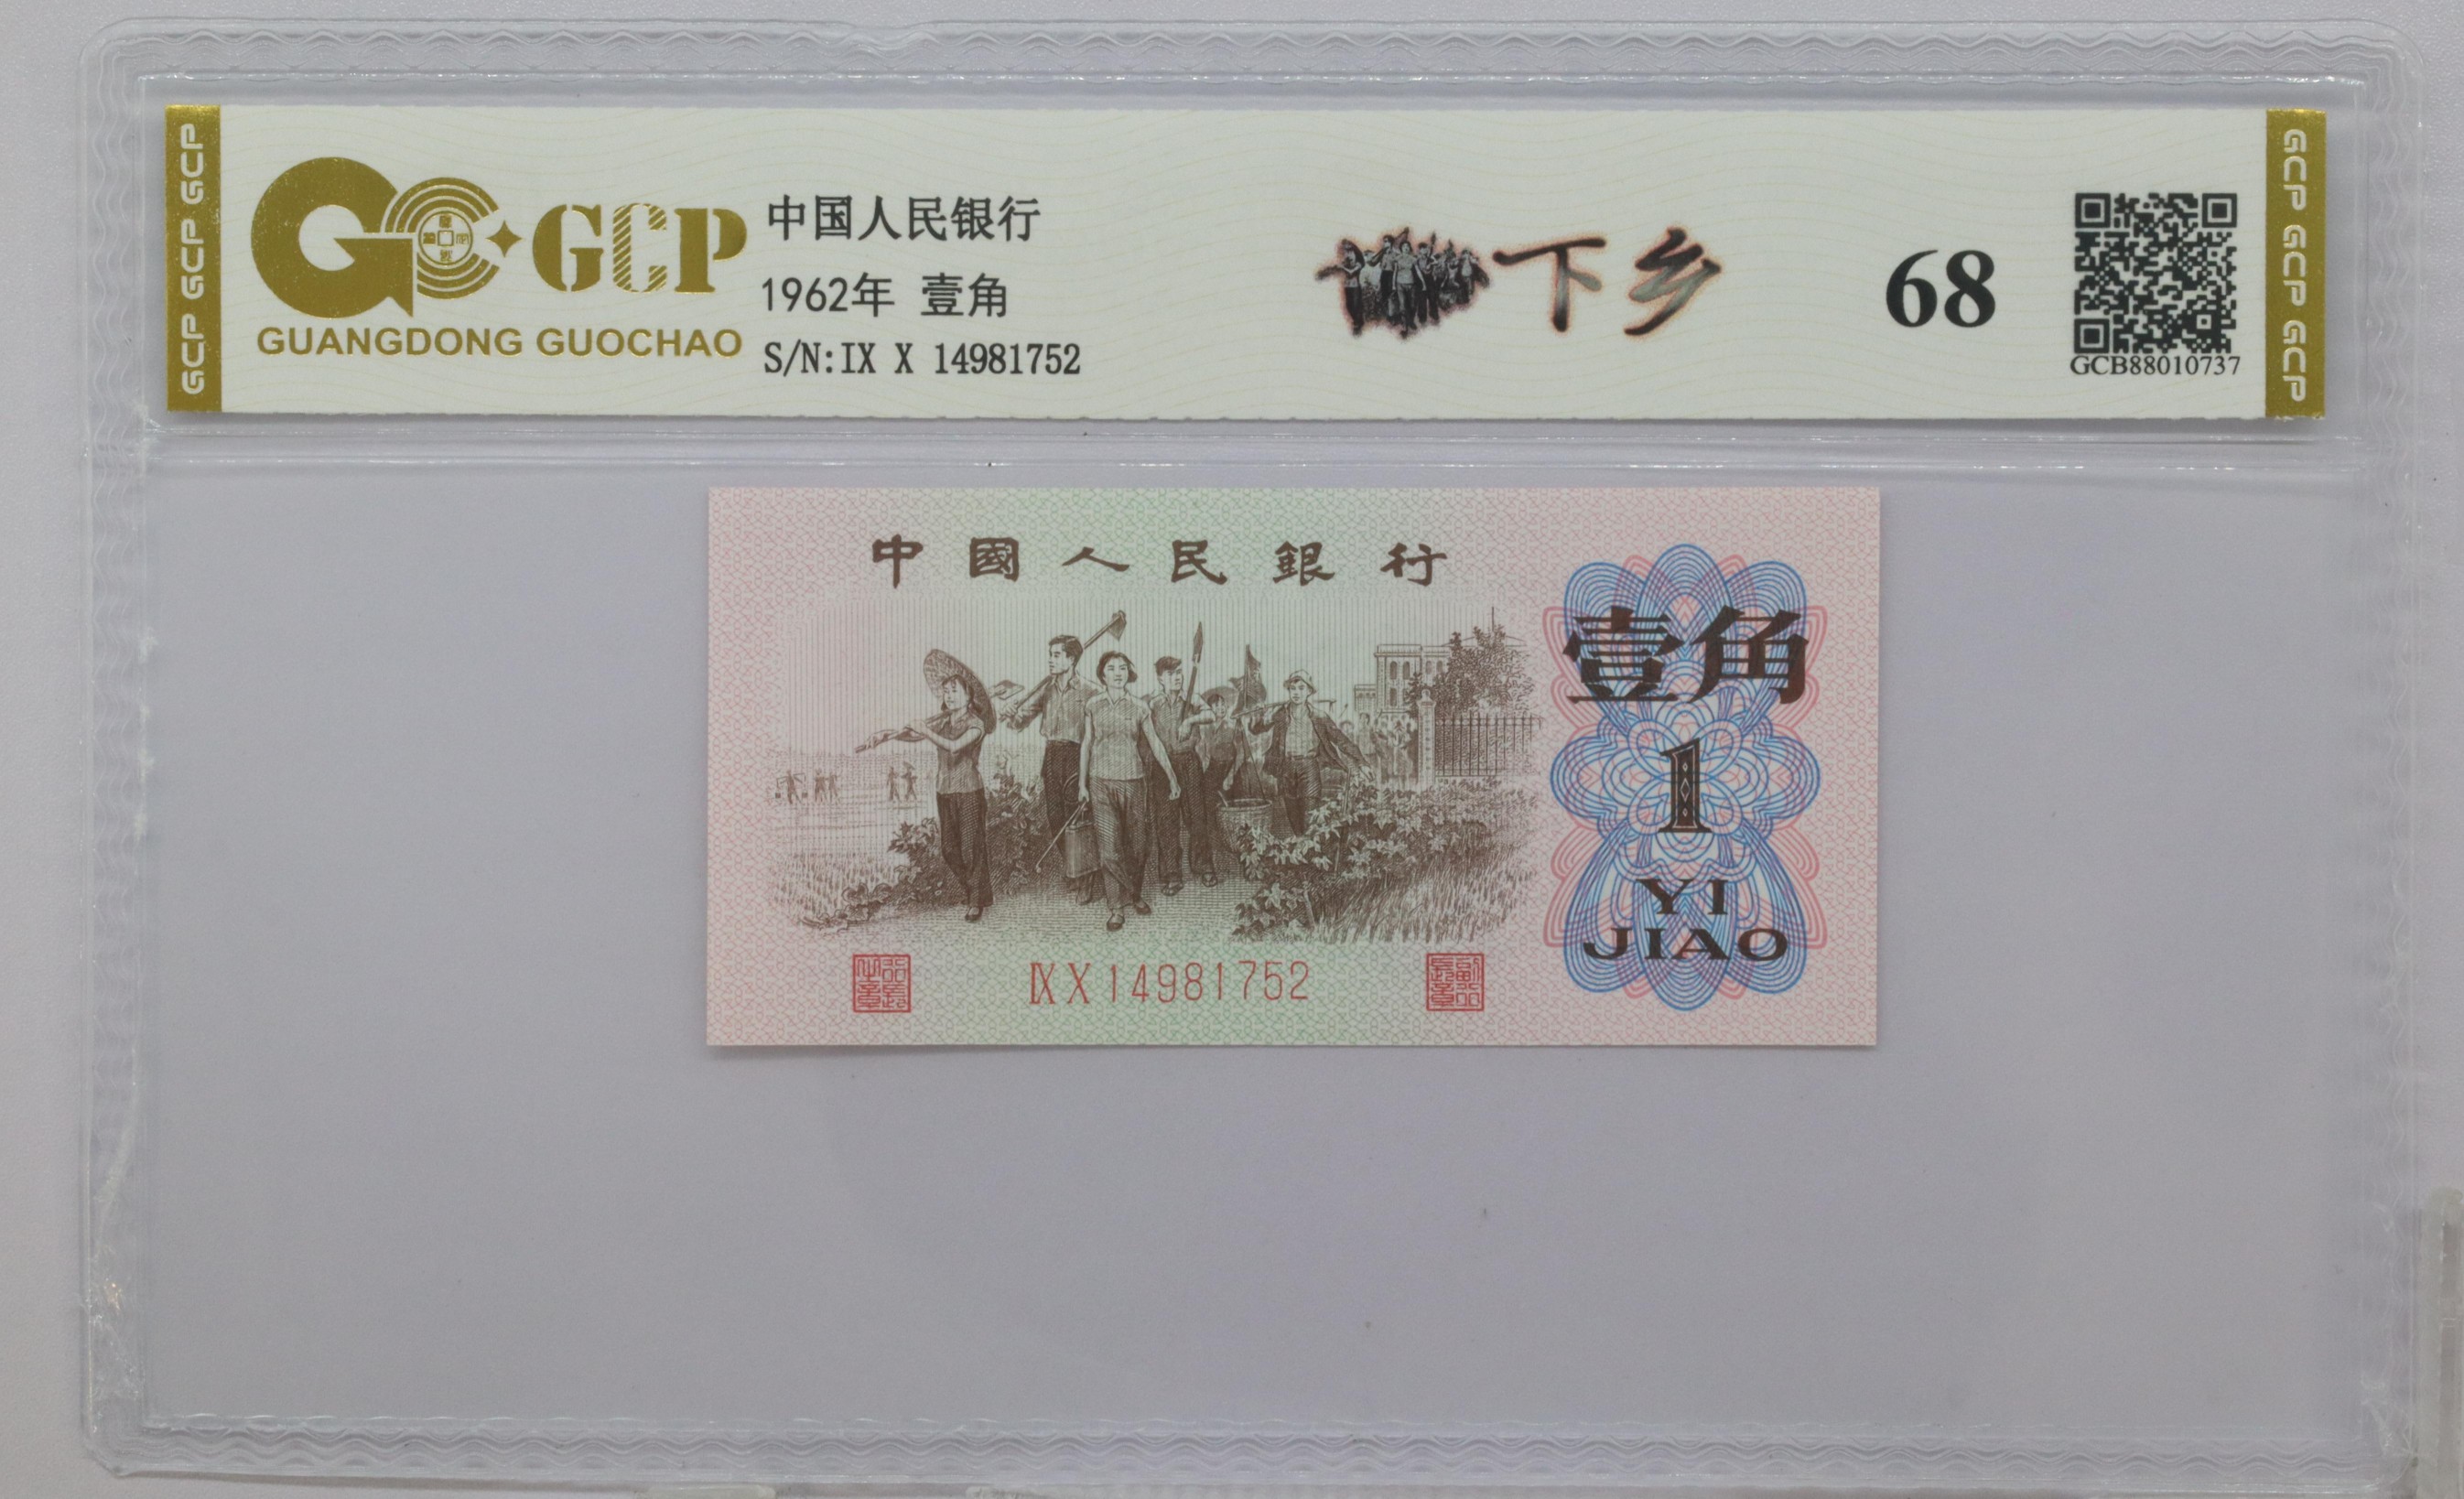 GCP GCP GCP
GCP
GUANGDONG GUOCHAO
中国人民银行
1962年 壹角
S/N:IX X 14981752
下乡
68
GCB88010737
GCP GCP GCP
中國人民銀行
壹角
1
YI
JIAO
IX X 14981752